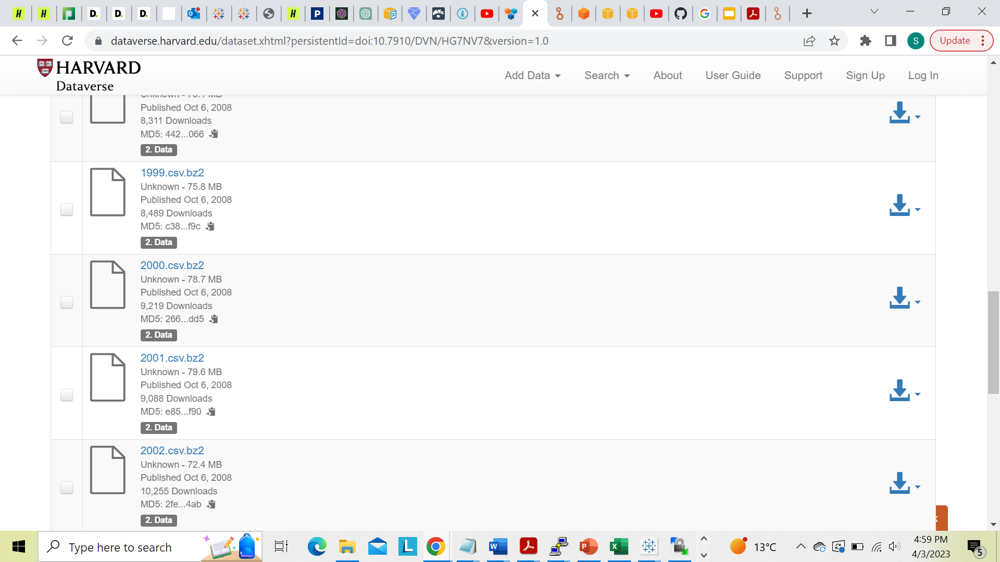 dataverse.harvard.edu/dataset.xhtml?persistentId=doi:10.7910/DVN/HG7NV7&version=1.0
S
Update
HARVARD
Dataverse
Add Data
Search
About
User Guide
Support
Sign Up
Log In
Published Oct 6, 2008
8,311 Downloads
MD5: 442...066
2. Data
1999.csv.bz2
Unknown - 75.8 MB
Published Oct 6, 2008
8,489 Downloads
MD5: c38...f9c
2. Data
2000.csv.bz2
Unknown - 78.7 MB
Published Oct 6, 2008
9,219 Downloads
MD5: 266...dd5
2. Data
2001.csv.bz2
Unknown - 79.6 MB
Published Oct 6, 2008
9,088 Downloads
MD5: e85...f90
2. Data
2002.csv.bz2
Unknown - 72.4 MB
Published Oct 6, 2008
10,255 Downloads
MD5: 2fe...4ab
2. Data
Type here to search
13°C
4:59 PM
4/3/2023
5